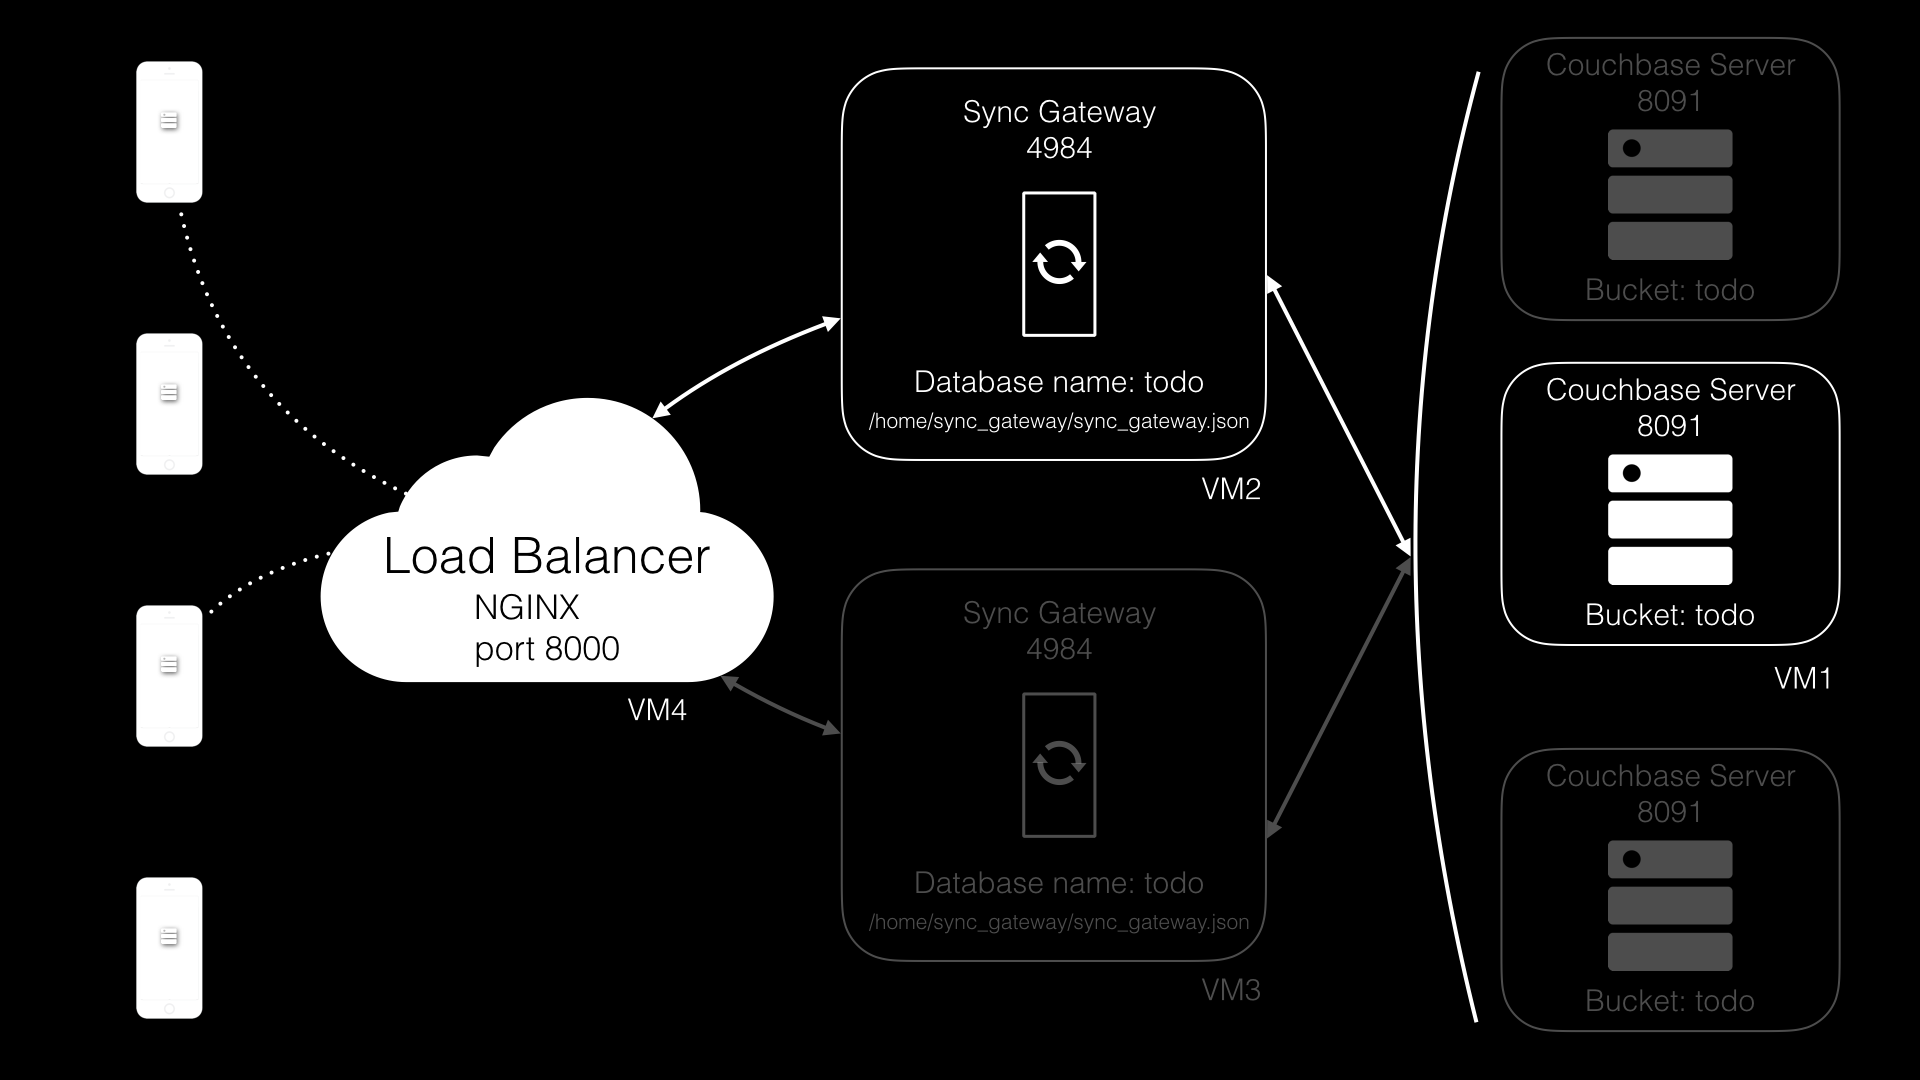 Load Balancer
NGINX
port 8000
VM4
Sync Gateway
4984
Database name: todo
/home/sync_gateway/sync_gateway.json
VM2
Sync Gateway
4984
Database name: todo
/home/sync_gateway/sync_gateway.json
VM3
Couchbase Server
8091
Bucket: todo
Couchbase Server
8091
Bucket: todo
VM1
Couchbase Server
8091
Bucket: todo